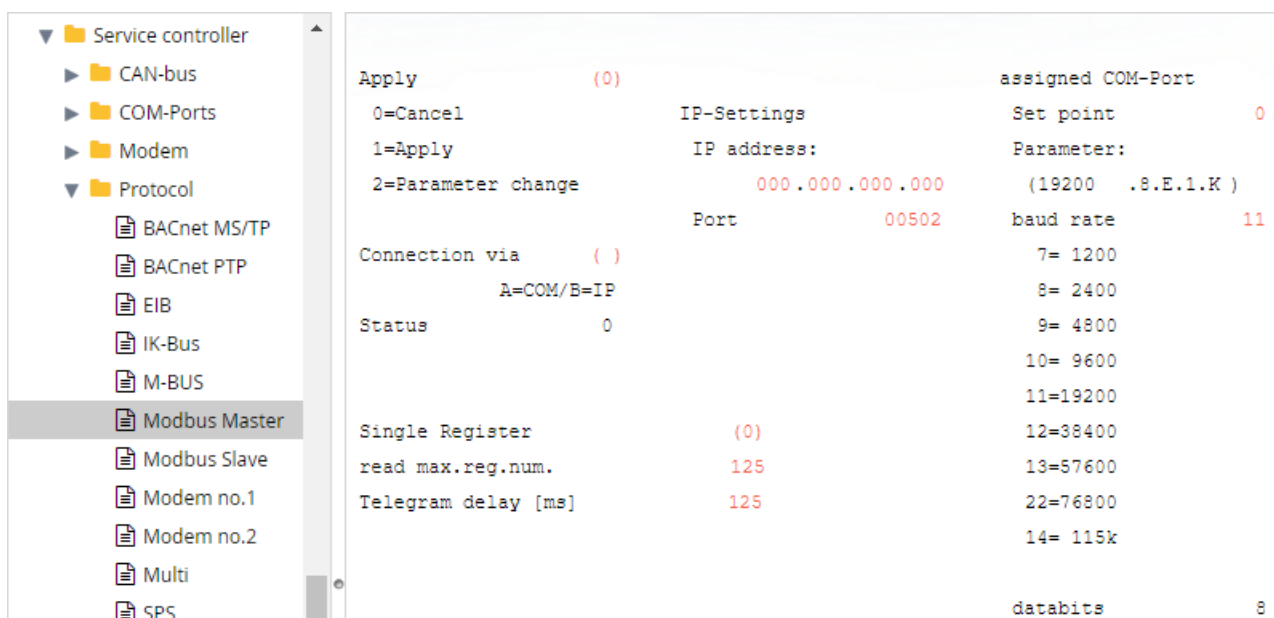 Service controller
CAN-bus
COM-Ports
Modem
Protocol
BACnet MS/TP
BACnet PTP
EIB
IK-Bus
M-BUS
Modbus Master
Modbus Slave
Modem no.1
Modem no.2
Multi
SPS
Apply (0) assigned COM-Port
0=Cancel IP-Settings Set point 0
1=Apply IP address: Parameter:
2=Parameter change 000.000.000.000 (19200 .8.E.1.K )
Port 00502 baud rate 11
Connection via ( ) 7= 1200
A=COM/B=IP 8= 2400
Status 0 9= 4800
10= 9600
11=19200
Single Register (0) 12=38400
read max.reg.num. 125 13=57600
Telegram delay [ms] 125 22=76800
14= 115k
databits 8